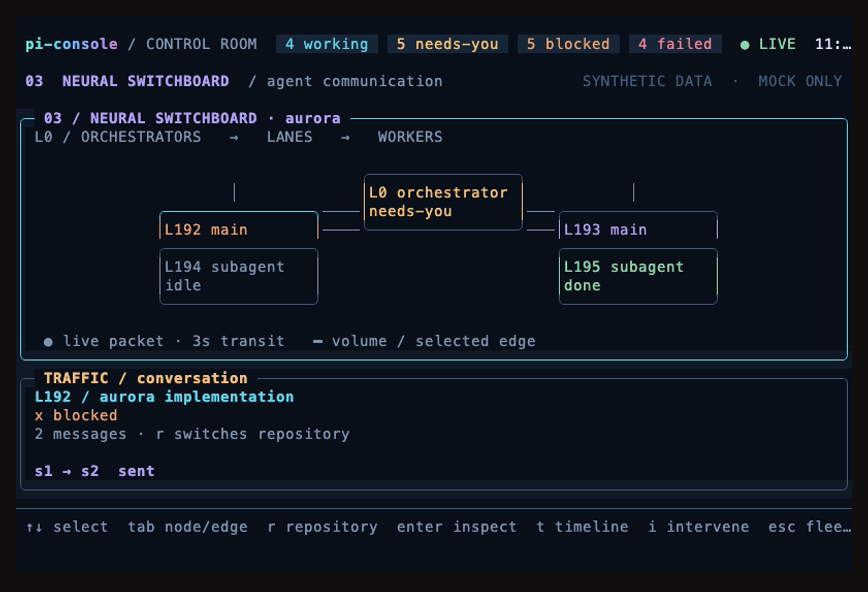 pi-console / CONTROL ROOM 4 working 5 needs-you 5 blocked 4 failed ● LIVE 11:…
03 NEURAL SWITCHBOARD / agent communication SYNTHETIC DATA · MOCK ONLY
03 / NEURAL SWITCHBOARD · aurora
L0 / ORCHESTRATORS → LANES → WORKERS
L0 orchestrator
needs-you
L192 main
L193 main
L194 subagent
idle
L195 subagent
done
● live packet · 3s transit ━ volume / selected edge
TRAFFIC / conversation
L192 / aurora implementation
x blocked
2 messages · r switches repository
s1 → s2 sent
↑↓ select tab node/edge r repository enter inspect t timeline i intervene esc flee…